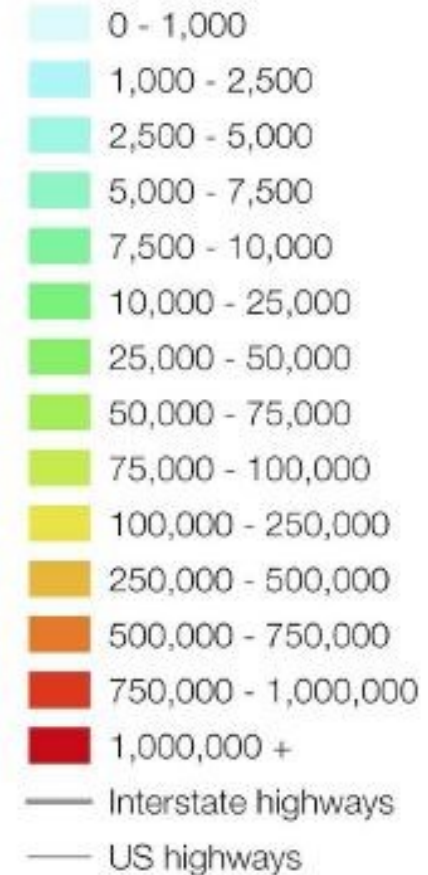 0 - 1,000
1,000 - 2,500
2,500 - 5,000
5,000 - 7,500
7,500 - 10,000
10,000 - 25,000
25,000 - 50,000
50,000 - 75,000
75,000 - 100,000
100,000 - 250,000
250,000 - 500,000
500,000 - 750,000
750,000 - 1,000,000
1,000,000 +
Interstate highways
US highways